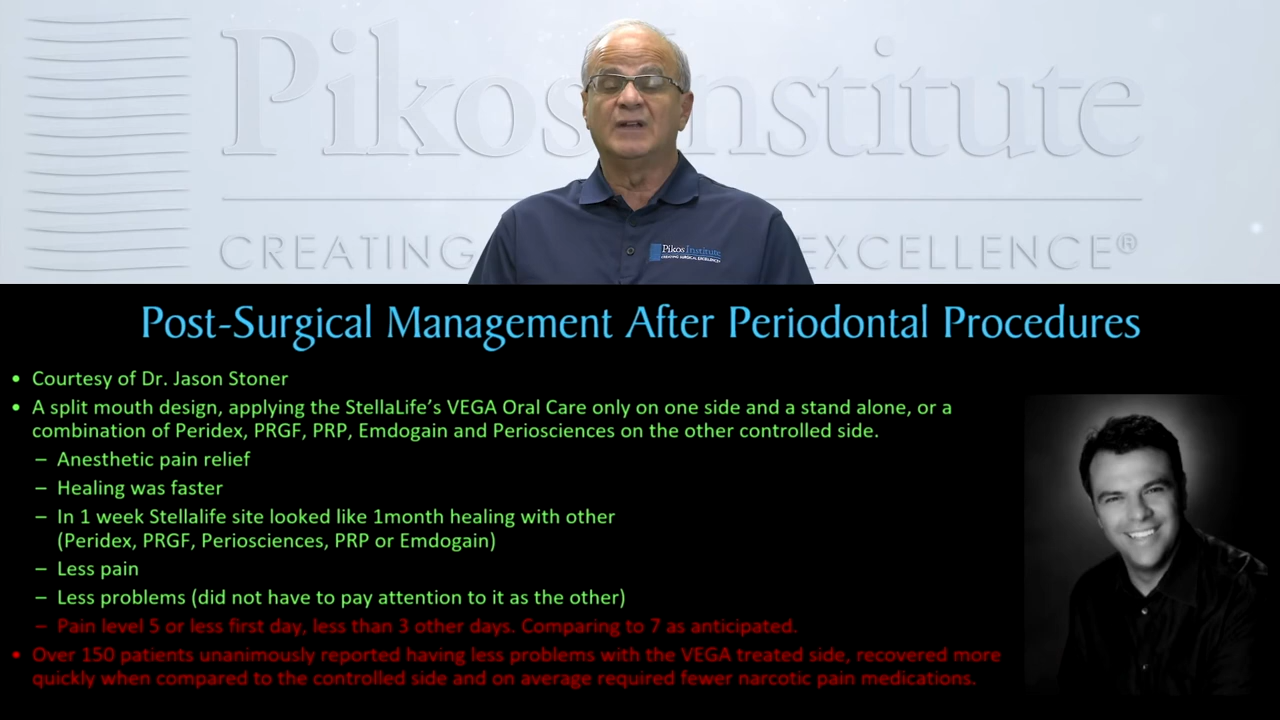 Pikos Institute
CREATING EXCELLENCE®
Pikos Institute
CREATING SURGICAL EXCELLENCE
Post-Surgical Management After Periodontal Procedures
• Courtesy of Dr. Jason Stoner
• A split mouth design, applying the StellaLife's VEGA Oral Care only on one side and a stand alone, or a
combination of Peridex, PRGF, PRP, Emdogain and Periosciences on the other controlled side.
– Anesthetic pain relief
– Healing was faster
– In 1 week Stellalife site looked like 1month healing with other
(Peridex, PRGF, Periosciences, PRP or Emdogain)
– Less pain
– Less problems (did not have to pay attention to it as the other)
– Pain level 5 or less first day, less than 3 other days. Comparing to 7 as anticipated.
• Over 150 patients unanimously reported having less problems with the VEGA treated side, recovered more
quickly when compared to the controlled side and on average required fewer narcotic pain medications.